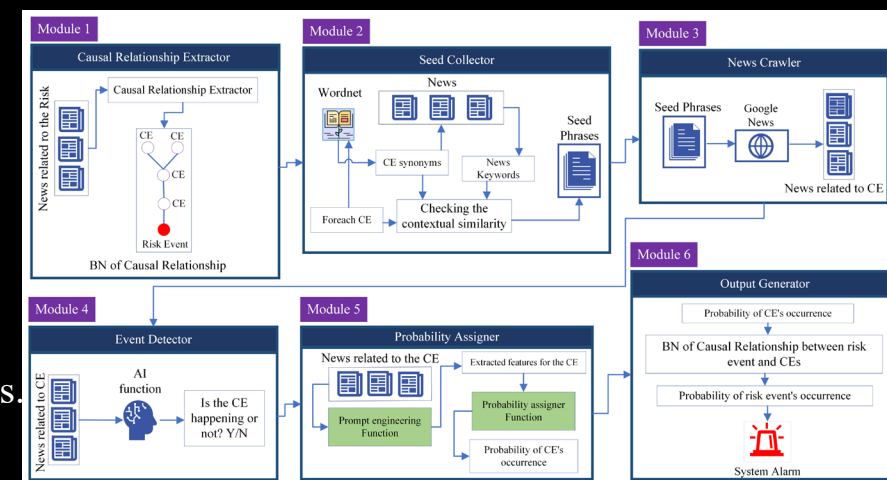 Module 1
Causal Relationship Extractor
News related ro the Risk
Causal Relationship Extractor
CE CE
CE
CE
Risk Event
BN of Causal Relationship
Module 2
Seed Collector
Wordnet
News
CE synonyms
News
Keywords
Foreach CE
Checking the
contextual similarity
Seed
Phrases
Module 3
News Crawler
Seed Phrases
Google
News
News related to CE
Module 4
Event Detector
s.
News related to CE
AI
function
Is the CE
happening or
not? Y/N
Module 5
Probability Assigner
News related to the CE
Prompt engineering
Function
Extracted features for the CE
Probability assigner
Function
Probability of CE's
occurrence
Module 6
Output Generator
Probability of CE's occurrence
BN of Causal Relationship between risk
event and CEs
Probability of risk event's occurrence
System Alarm